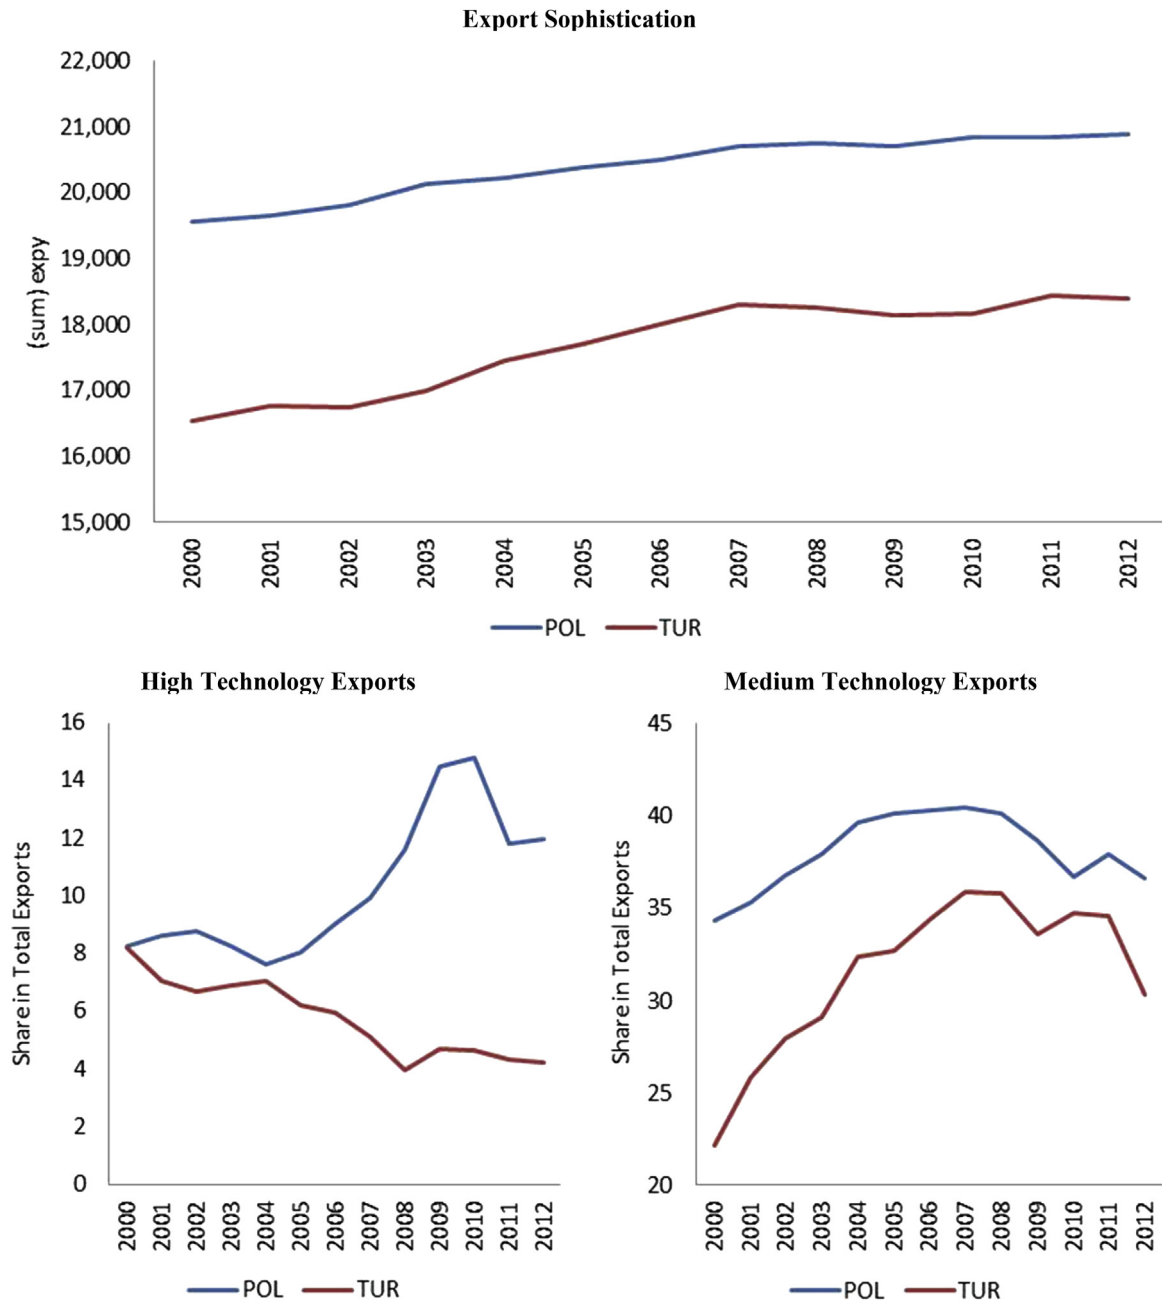 Export Sophistication
22,000
21,000
20,000
19,000
18,000
17,000
16,000
15,000
(sum) expy
2000 2001 2002 2003 2004 2005 2006 2007 2008 2009 2010 2011 2012
POL TUR
High Technology Exports
16
14
12
10
8
6
4
2
0
Share in Total Exports
2000 2001 2002 2003 2004 2005 2006 2007 2008 2009 2010 2011 2012
POL TUR
Medium Technology Exports
45
40
35
30
25
20
Share in Total Exports
2000 2001 2002 2003 2004 2005 2006 2007 2008 2009 2010 2011 2012
POL TUR